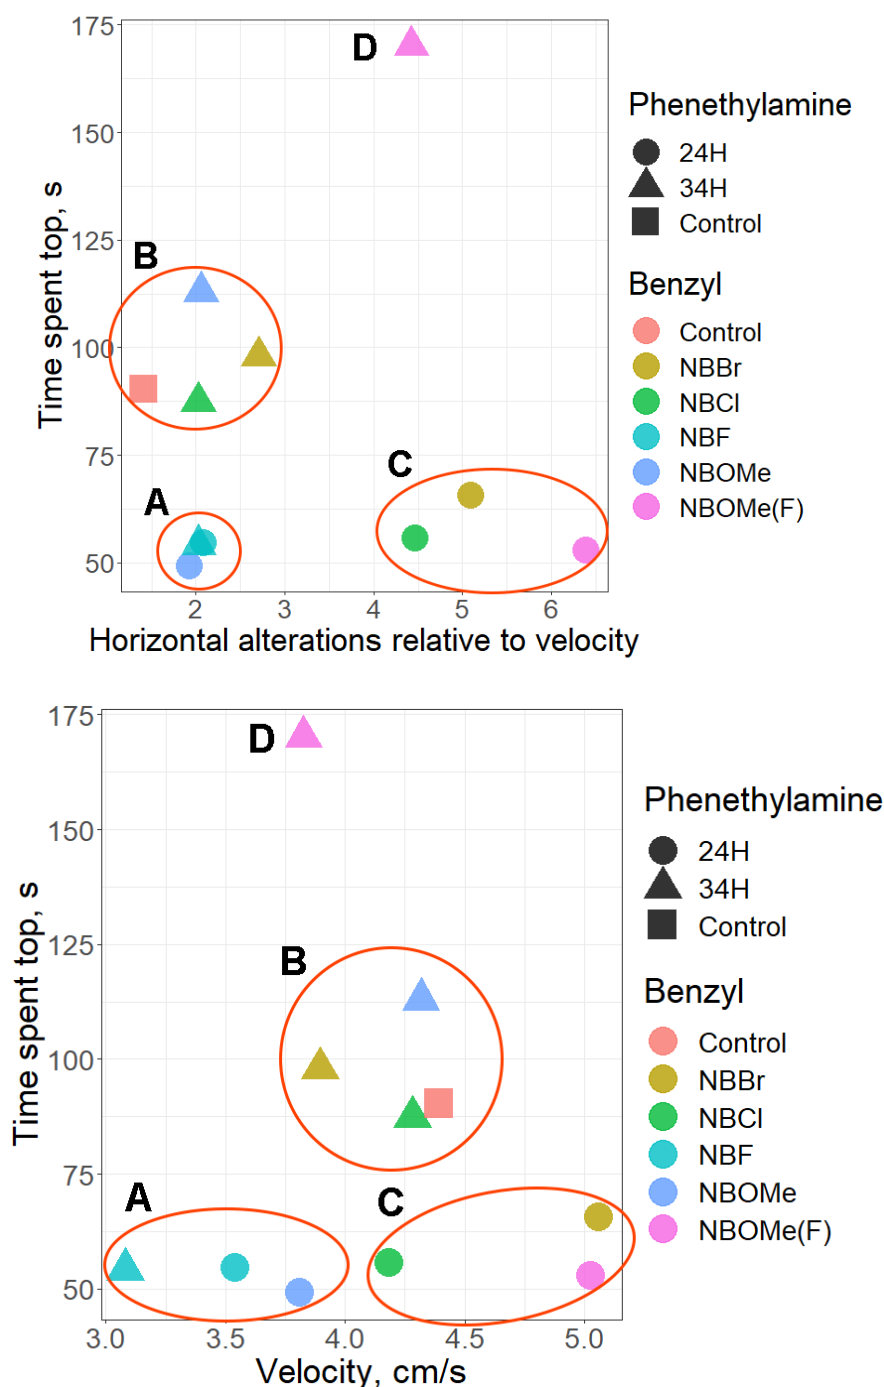 175
150
125
100
75
50
Time spent top, s
A
B
C
D
2 3 4 5 6
Horizontal alterations relative to velocity
Phenethylamine
24H
34H
Control
Benzyl
Control
NBBr
NBCl
NBF
NBOMe
NBOMe(F)
175
150
125
100
75
50
Time spent top, s
A
B
C
D
3.0 3.5 4.0 4.5 5.0
Velocity, cm/s
Phenethylamine
24H
34H
Control
Benzyl
Control
NBBr
NBCl
NBF
NBOMe
NBOMe(F)